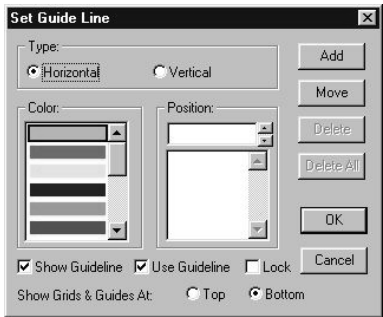 Set Guide Line
Type:
Horizontal
Vertical
Add
Move
Delete
Delete All
Color:
Position:
OK
Cancel
Show Guideline
Use Guideline
Lock
Show Grids & Guides At:
Top
Bottom